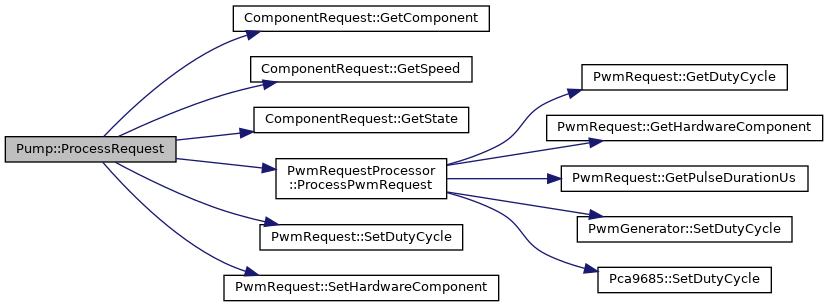 Pump::ProcessRequest
ComponentRequest::GetComponent
ComponentRequest::GetSpeed
ComponentRequest::GetState
PwmRequestProcessor
::ProcessPwmRequest
PwmRequest::SetDutyCycle
PwmRequest::SetHardwareComponent
PwmRequest::GetDutyCycle
PwmRequest::GetHardwareComponent
PwmRequest::GetPulseDurationUs
PwmGenerator::SetDutyCycle
Pca9685::SetDutyCycle